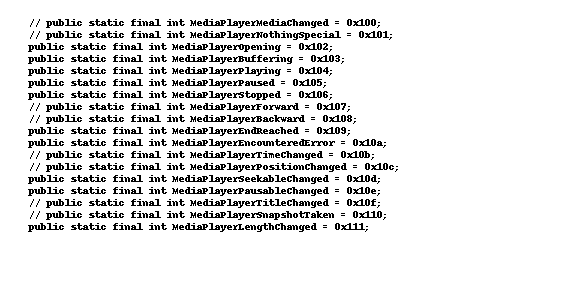 // public static final int MediaPlayerMediaChanged = 0x100;
// public static final int MediaPlayerNothingSpecial = 0x101;
public static final int MediaPlayerOpening = 0x102;
public static final int MediaPlayerBuffering = 0x103;
public static final int MediaPlayerPlaying = 0x104;
public static final int MediaPlayerPaused = 0x105;
public static final int MediaPlayerStopped = 0x106;
// public static final int MediaPlayerForward = 0x107;
// public static final int MediaPlayerBackward = 0x108;
public static final int MediaPlayerEndReached = 0x109;
public static final int MediaPlayerEncounteredError = 0x10a;
// public static final int MediaPlayerTimeChanged = 0x10b;
// public static final int MediaPlayerPositionChanged = 0x10c;
public static final int MediaPlayerSeekableChanged = 0x10d;
public static final int MediaPlayerPausableChanged = 0x10e;
// public static final int MediaPlayerTitleChanged = 0x10f;
// public static final int MediaPlayerSnapshotTaken = 0x110;
public static final int MediaPlayerLengthChanged = 0x111;